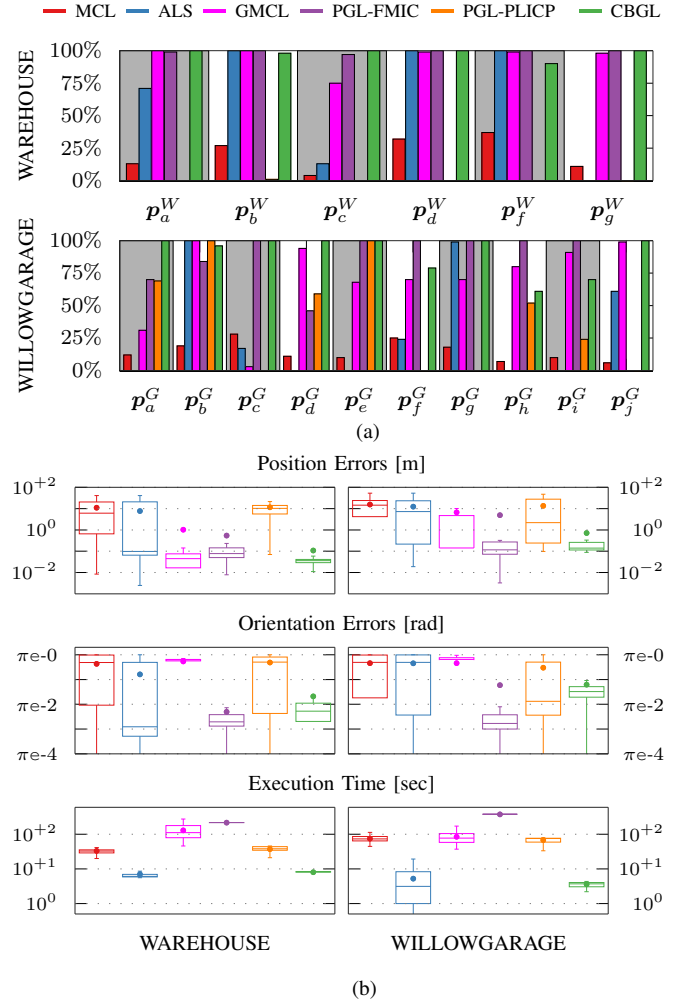 MCL ALS GMCL PGL-FMIC PGL-PLICP CBGL
WAREHOUSE
100%
75%
50%
25%
0%
p_a^W p_b^W p_c^W p_d^W p_f^W p_g^W
WILLOWGARAGE
100%
75%
50%
25%
0%
p_a^G p_b^G p_c^G p_d^G p_e^G p_f^G p_g^G p_h^G p_i^G p_j^G
(a)
Position Errors [m]
10^{+2} 10^{+2}
10^0 10^0
10^{-2} 10^{-2}
Orientation Errors [rad]
πe-0 πe-0
πe-2 πe-2
πe-4 πe-4
Execution Time [sec]
10^{+2} 10^{+2}
10^{+1} 10^{+1}
10^0 10^0
WAREHOUSE WILLOWGARAGE
(b)